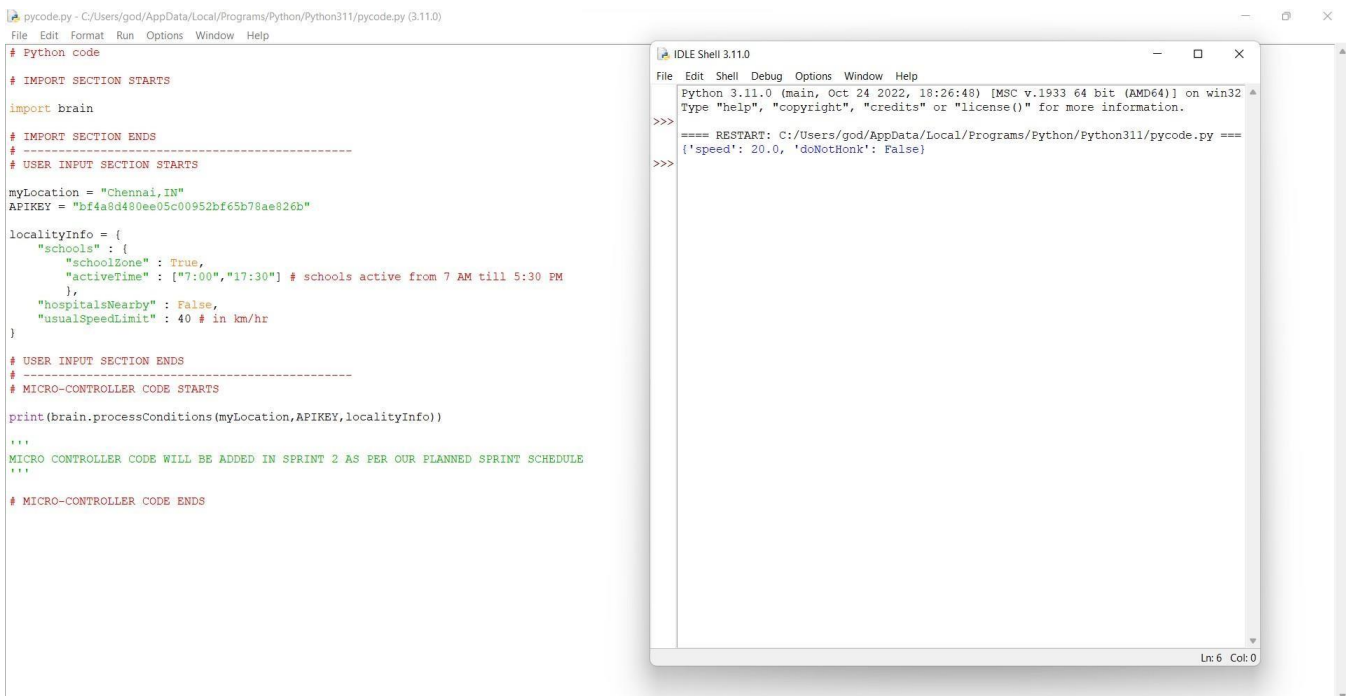 pycode.py - C:/Users/god/AppData/Local/Programs/Python/Python311/pycode.py (3.11.0)
File Edit Format Run Options Window Help
# Python code
# IMPORT SECTION STARTS
import brain
# IMPORT SECTION ENDS
# -----------------------------------------------
# USER INPUT SECTION STARTS
myLocation = "Chennai,IN"
APIKEY = "bf4a8d480ee05c00952bf65b78ae826b"
localityInfo = {
    "schools" : {
        "schoolZone" : True,
        "activeTime" : ["7:00","17:30"] # schools active from 7 AM till 5:30 PM
        },
    "hospitalsNearby" : False,
    "usualSpeedLimit" : 40 # in km/hr
}
# USER INPUT SECTION ENDS
# -----------------------------------------------
# MICRO-CONTROLLER CODE STARTS
print(brain.processConditions(myLocation,APIKEY,localityInfo))
'''
MICRO CONTROLLER CODE WILL BE ADDED IN SPRINT 2 AS PER OUR PLANNED SPRINT SCHEDULE
'''
# MICRO-CONTROLLER CODE ENDS
IDLE Shell 3.11.0
File Edit Shell Debug Options Window Help
Python 3.11.0 (main, Oct 24 2022, 18:26:48) [MSC v.1933 64 bit (AMD64)] on win32
Type "help", "copyright", "credits" or "license()" for more information.
>>>
==== RESTART: C:/Users/god/AppData/Local/Programs/Python/Python311/pycode.py ===
{'speed': 20.0, 'doNotHonk': False}
>>>
Ln: 6 Col: 0